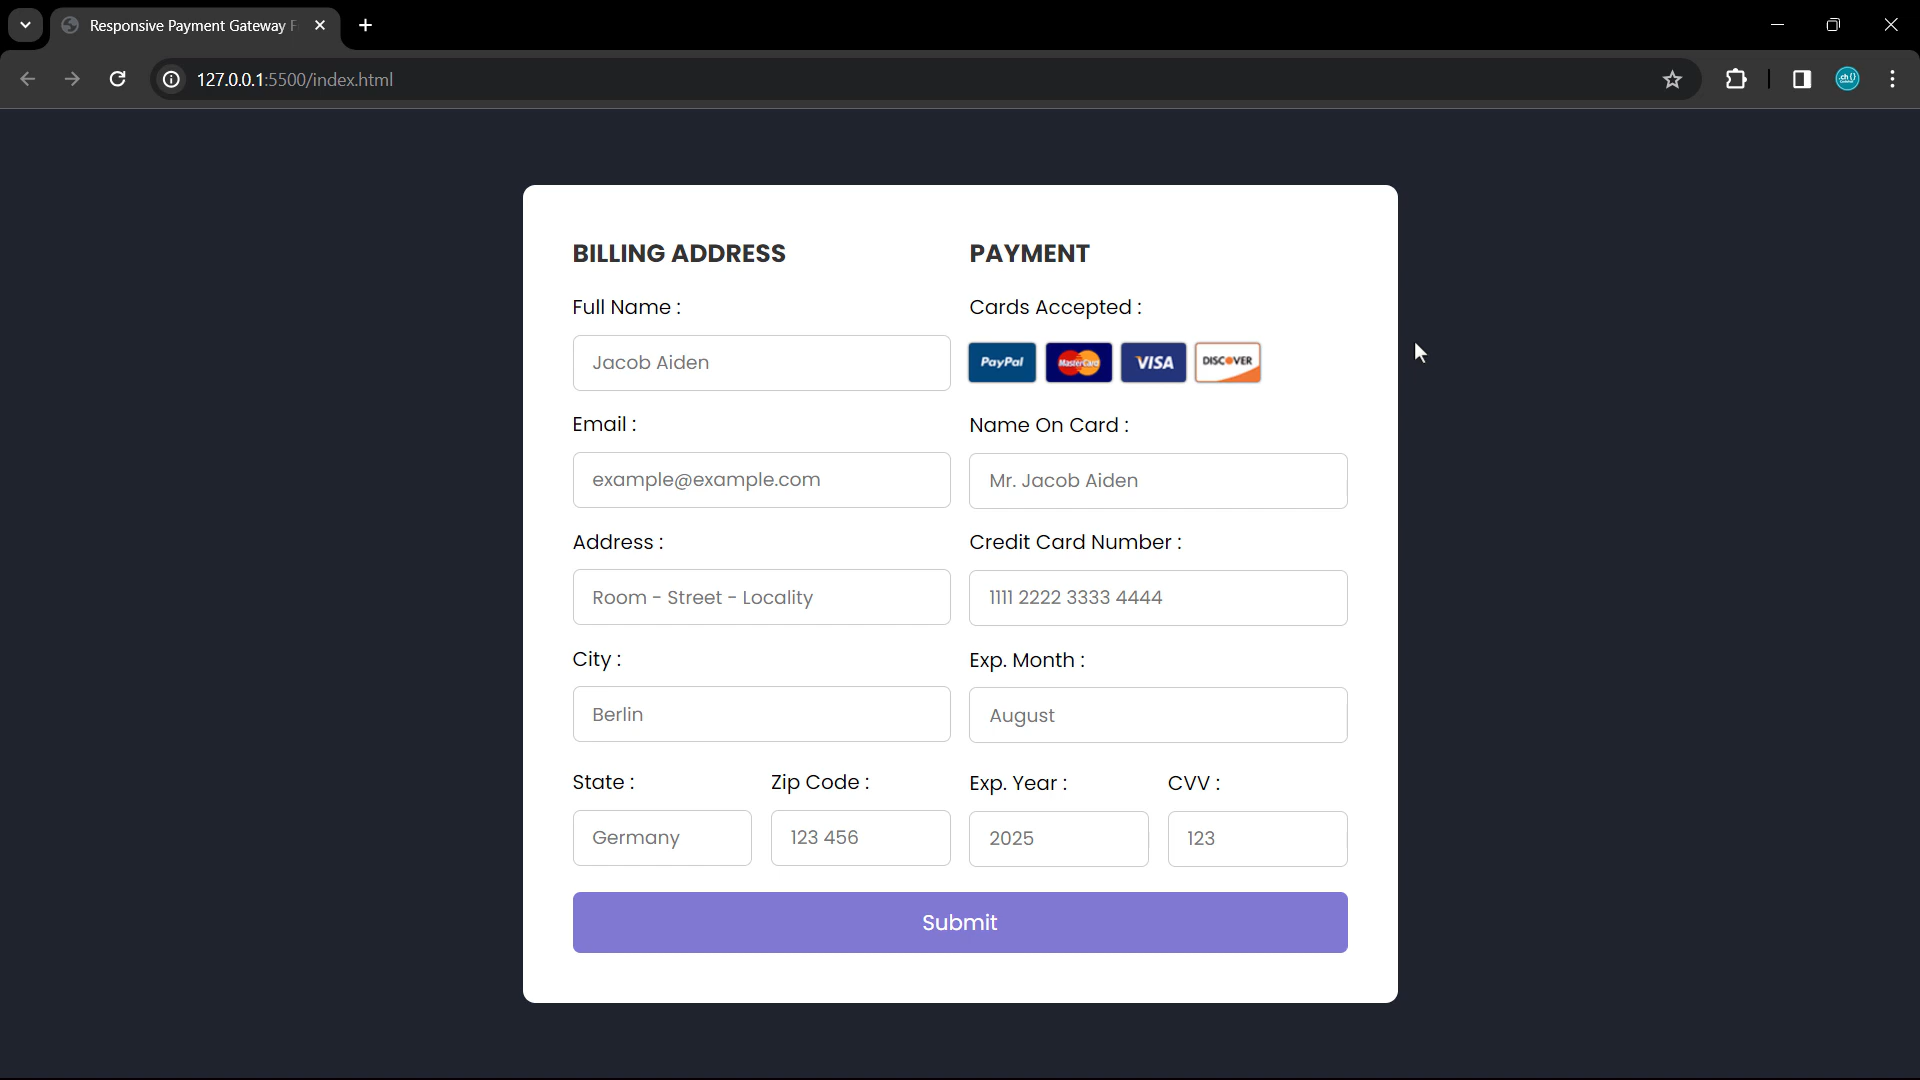 Responsive Payment Gateway F
127.0.0.1:5500/index.html
BILLING ADDRESS
Full Name :
Jacob Aiden
Email :
example@example.com
Address :
Room - Street - Locality
City :
Berlin
State :
Zip Code :
Germany
123 456
PAYMENT
Cards Accepted :
PayPal
MasterCard
VISA
DISCOVER
Name On Card :
Mr. Jacob Aiden
Credit Card Number :
1111 2222 3333 4444
Exp. Month :
August
Exp. Year :
CVV :
2025
123
Submit